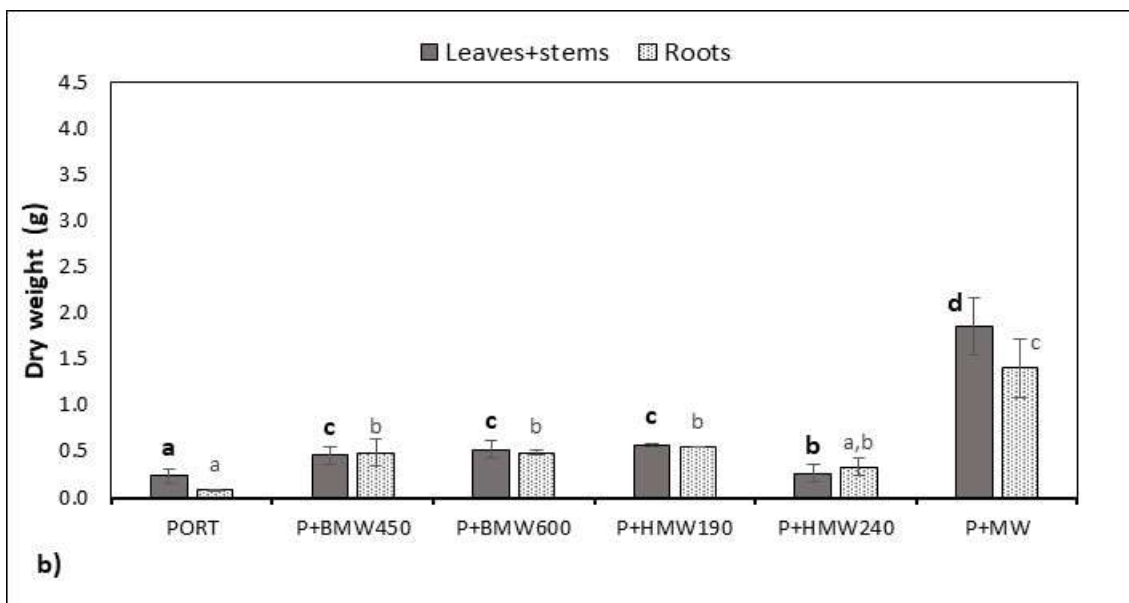 Leaves+stems Roots
Dry weight (g)
4.5
4.0
3.5
3.0
2.5
2.0
1.5
1.0
0.5
0.0
a a
c b
c b
c b
b a,b
d c
PORT P+BMW450 P+BMW600 P+HMW190 P+HMW240 P+MW
b)